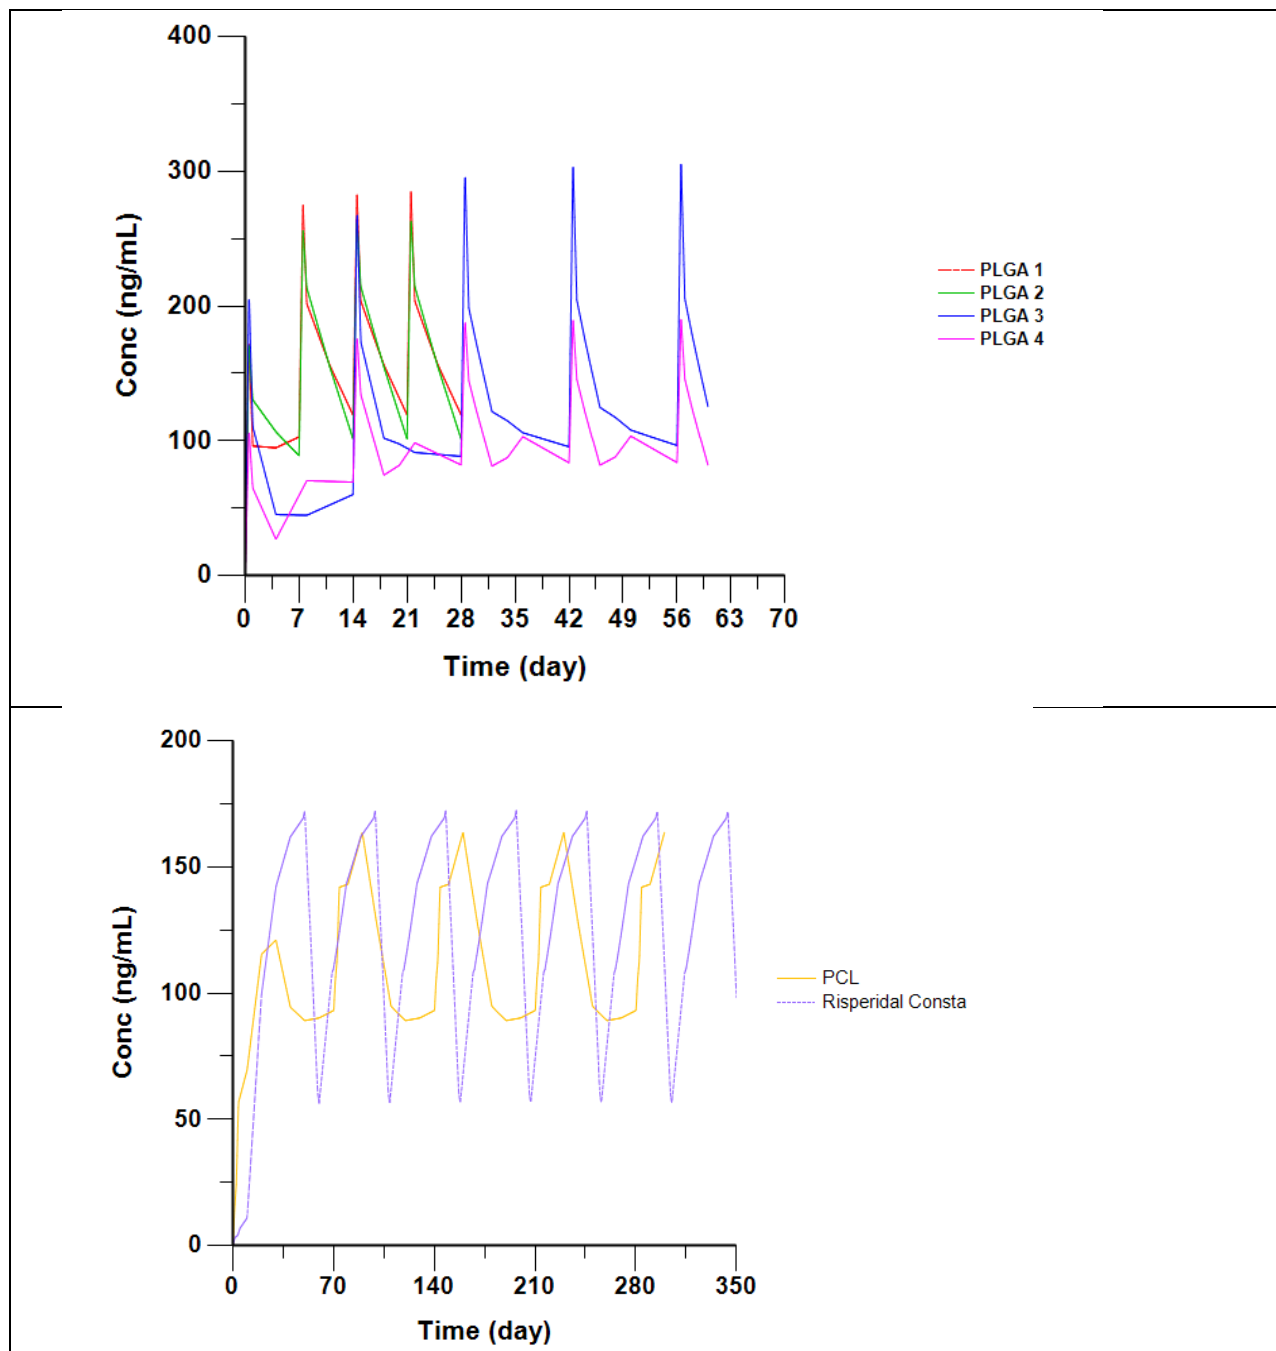 400
300
200
100
0
Conc (ng/mL)
0 7 14 21 28 35 42 49 56 63 70
Time (day)
PLGA 1
PLGA 2
PLGA 3
PLGA 4
200
150
100
50
0
Conc (ng/mL)
0 70 140 210 280 350
Time (day)
PCL
Risperidal Consta